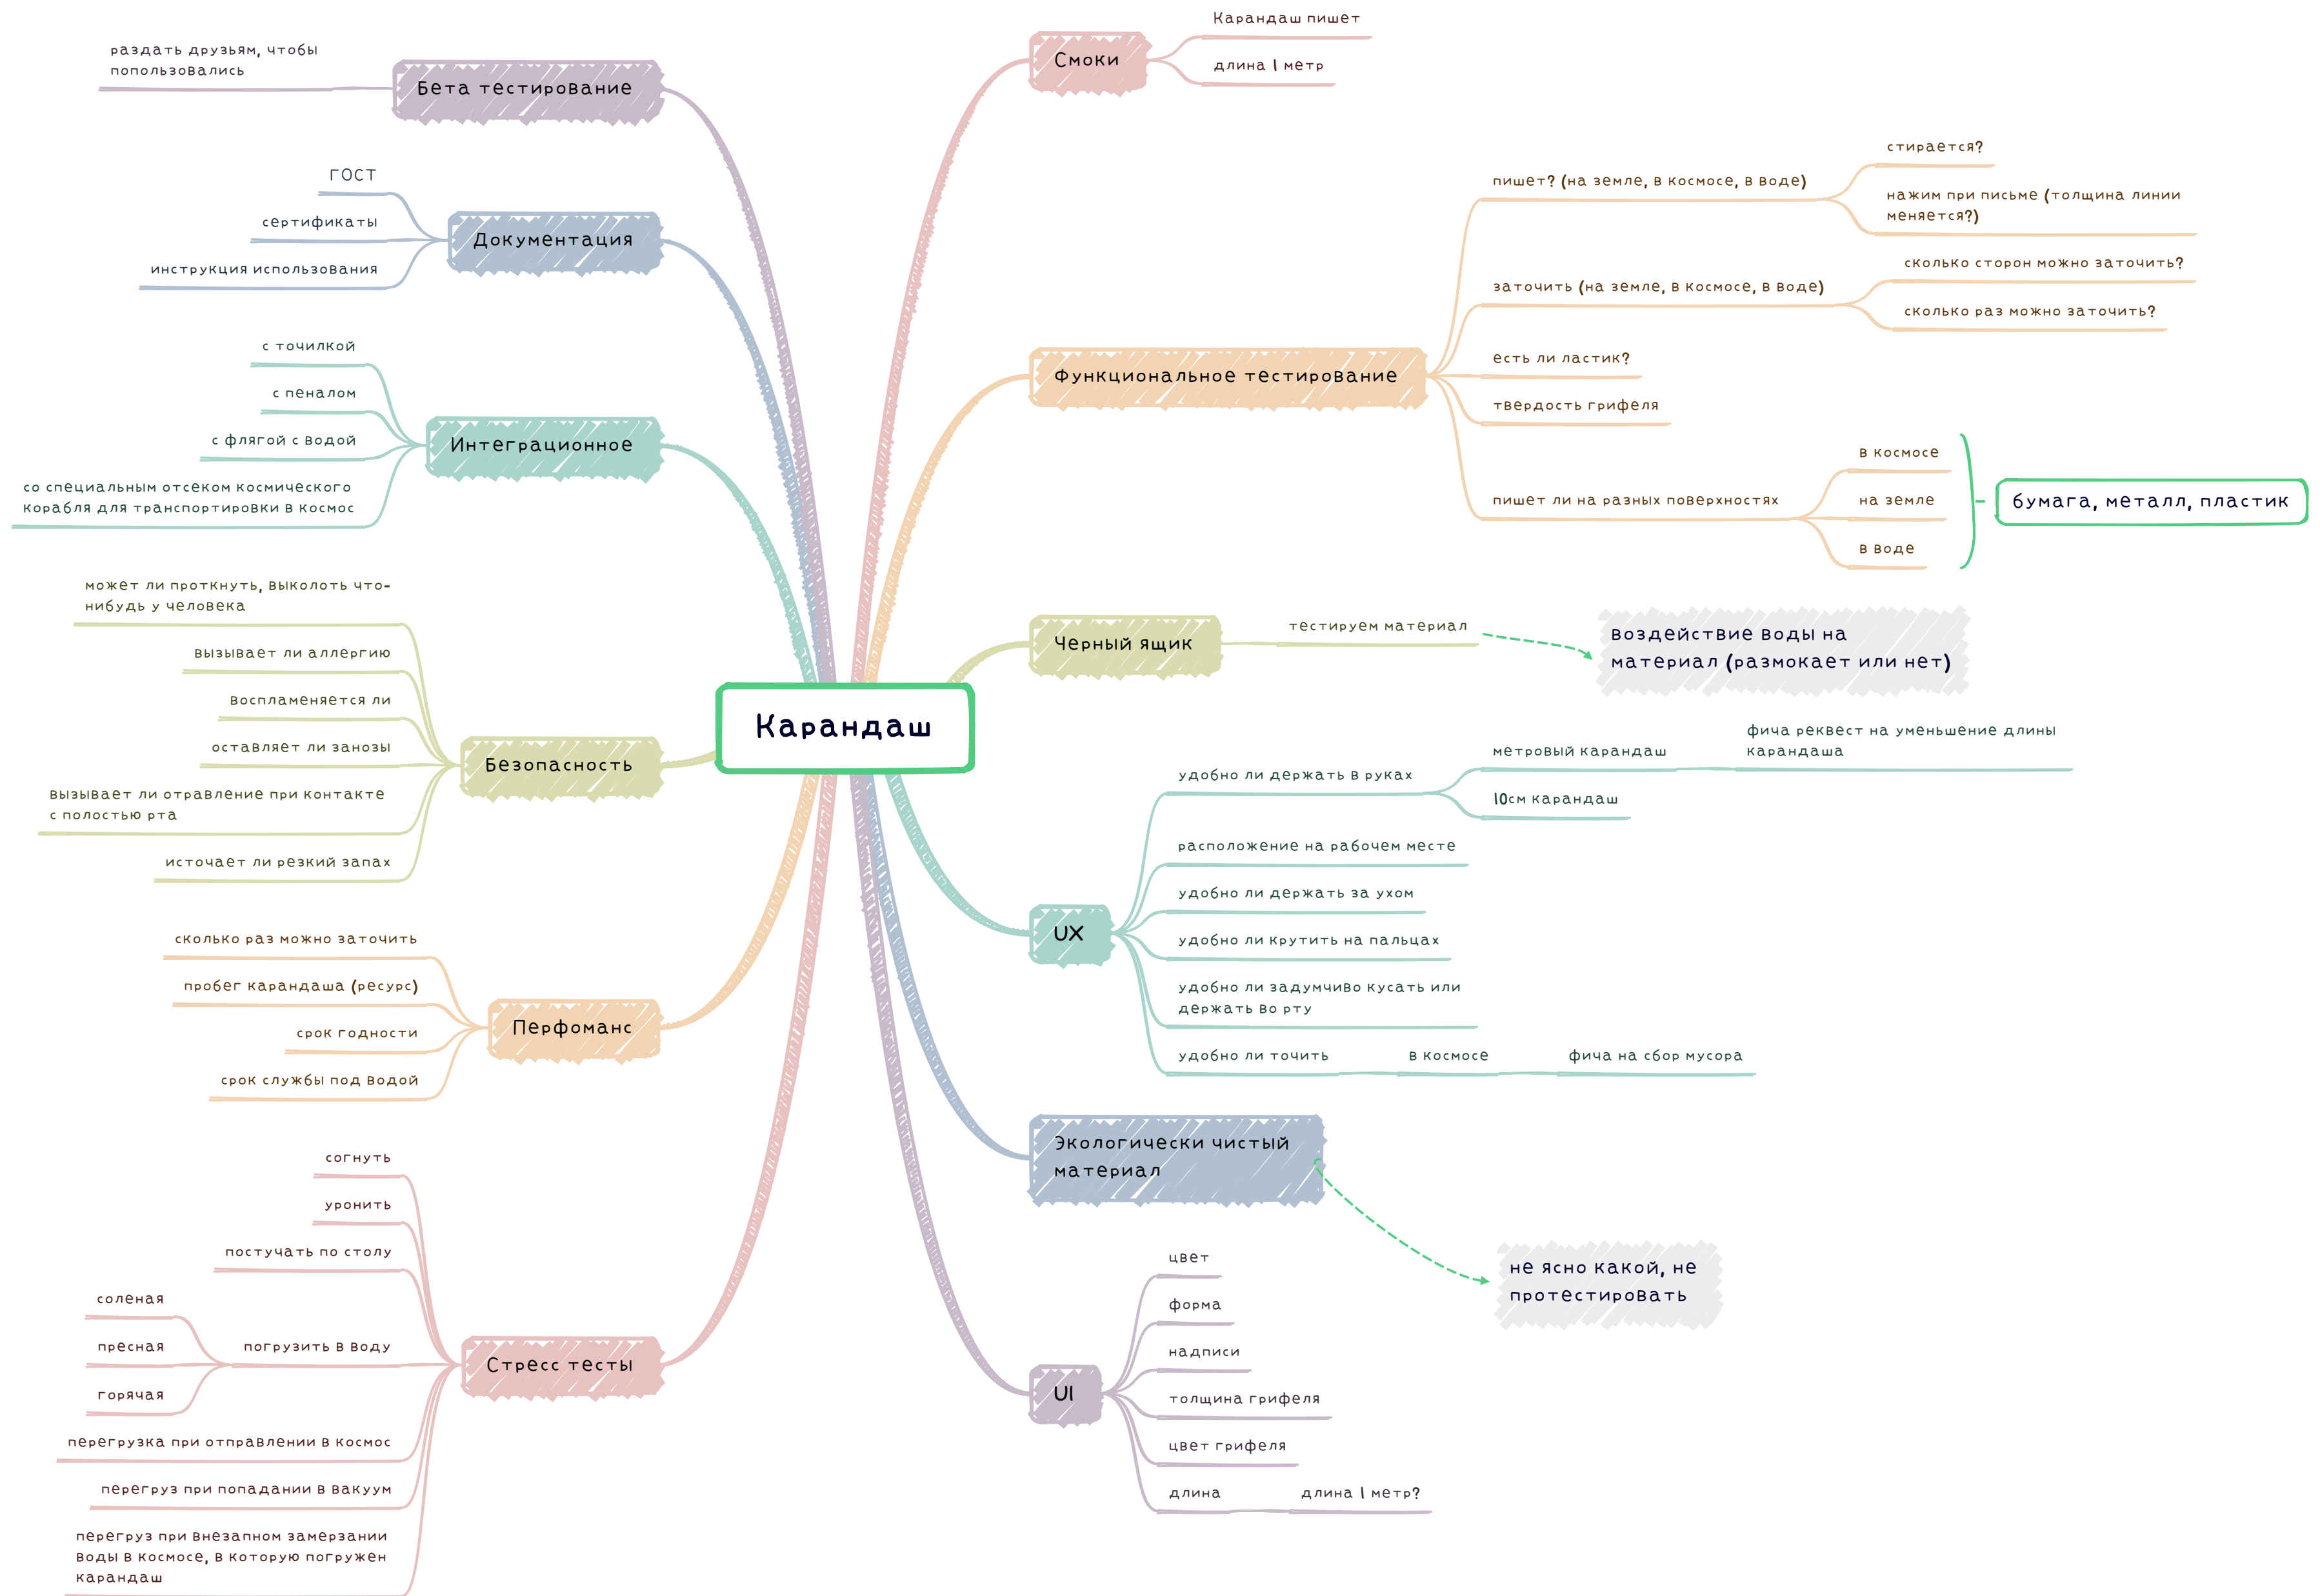 Карандаш
Смоки
Карандаш пишет
длина 1 метр
Функциональное тестирование
пишет? (на земле, в космосе, в воде)
стирается?
нажим при письме (толщина линии
меняется?)
заточить (на земле, в космосе, в воде)
сколько сторон можно заточить?
сколько раз можно заточить?
есть ли ластик?
твердость грифеля
пишет ли на разных поверхностях
в космосе
на земле
в воде
бумага, металл, пластик
Черный ящик
тестируем материал
воздействие воды на
материал (размокает или нет)
UX
удобно ли держать в руках
метровый карандаш
фича реквест на уменьшение длины
карандаша
10см карандаш
расположение на рабочем месте
удобно ли держать за ухом
удобно ли крутить на пальцах
удобно ли задумчиво кусать или
держать во рту
удобно ли точить
в космосе
фича на сбор мусора
Экологически чистый
материал
не ясно какой, не
протестировать
UI
цвет
форма
надписи
толщина грифеля
цвет грифеля
длина
длина 1 метр?
Бета тестирование
раздать друзьям, чтобы
попользовались
Документация
ГОСТ
сертификаты
инструкция использования
Интеграционное
с точилкой
с пеналом
с флягой с водой
со специальным отсеком космического
корабля для транспортировки в космос
Безопасность
может ли проткнуть, выколоть что-
нибудь у человека
вызывает ли аллергию
воспламеняется ли
оставляет ли занозы
вызывает ли отравление при контакте
с полостью рта
источает ли резкий запах
Перфоманс
сколько раз можно заточить
пробег карандаша (ресурс)
срок годности
срок службы под водой
Стресс тесты
согнуть
уронить
постучать по столу
погрузить в воду
соленая
пресная
горячая
перегрузка при отправлении в космос
перегруз при попадании в вакуум
перегруз при внезапном замерзании
воды в космосе, в которую погружен
карандаш